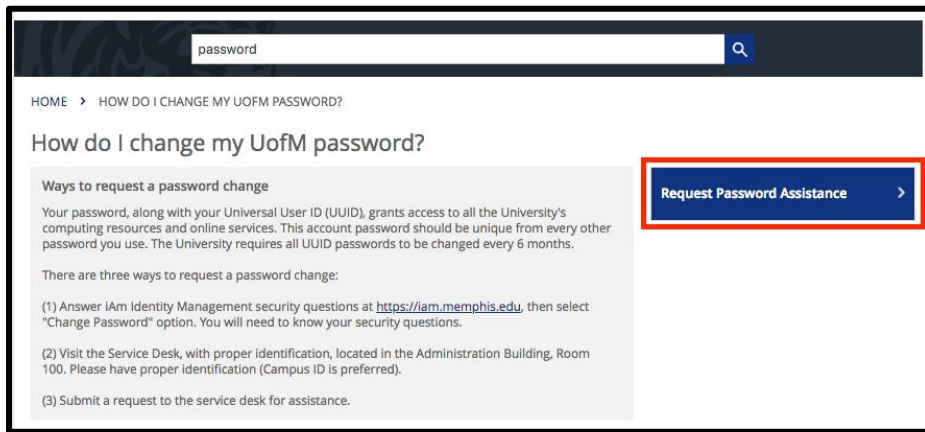 password
HOME > HOW DO I CHANGE MY UOFM PASSWORD?
How do I change my UofM password?
Ways to request a password change
Your password, along with your Universal User ID (UUID), grants access to all the University's
computing resources and online services. This account password should be unique from every other
password you use. The University requires all UUID passwords to be changed every 6 months.
There are three ways to request a password change:
(1) Answer iAm Identity Management security questions at https://iam.memphis.edu, then select
"Change Password" option. You will need to know your security questions.
(2) Visit the Service Desk, with proper identification, located in the Administration Building, Room
100. Please have proper identification (Campus ID is preferred).
(3) Submit a request to the service desk for assistance.
Request Password Assistance >